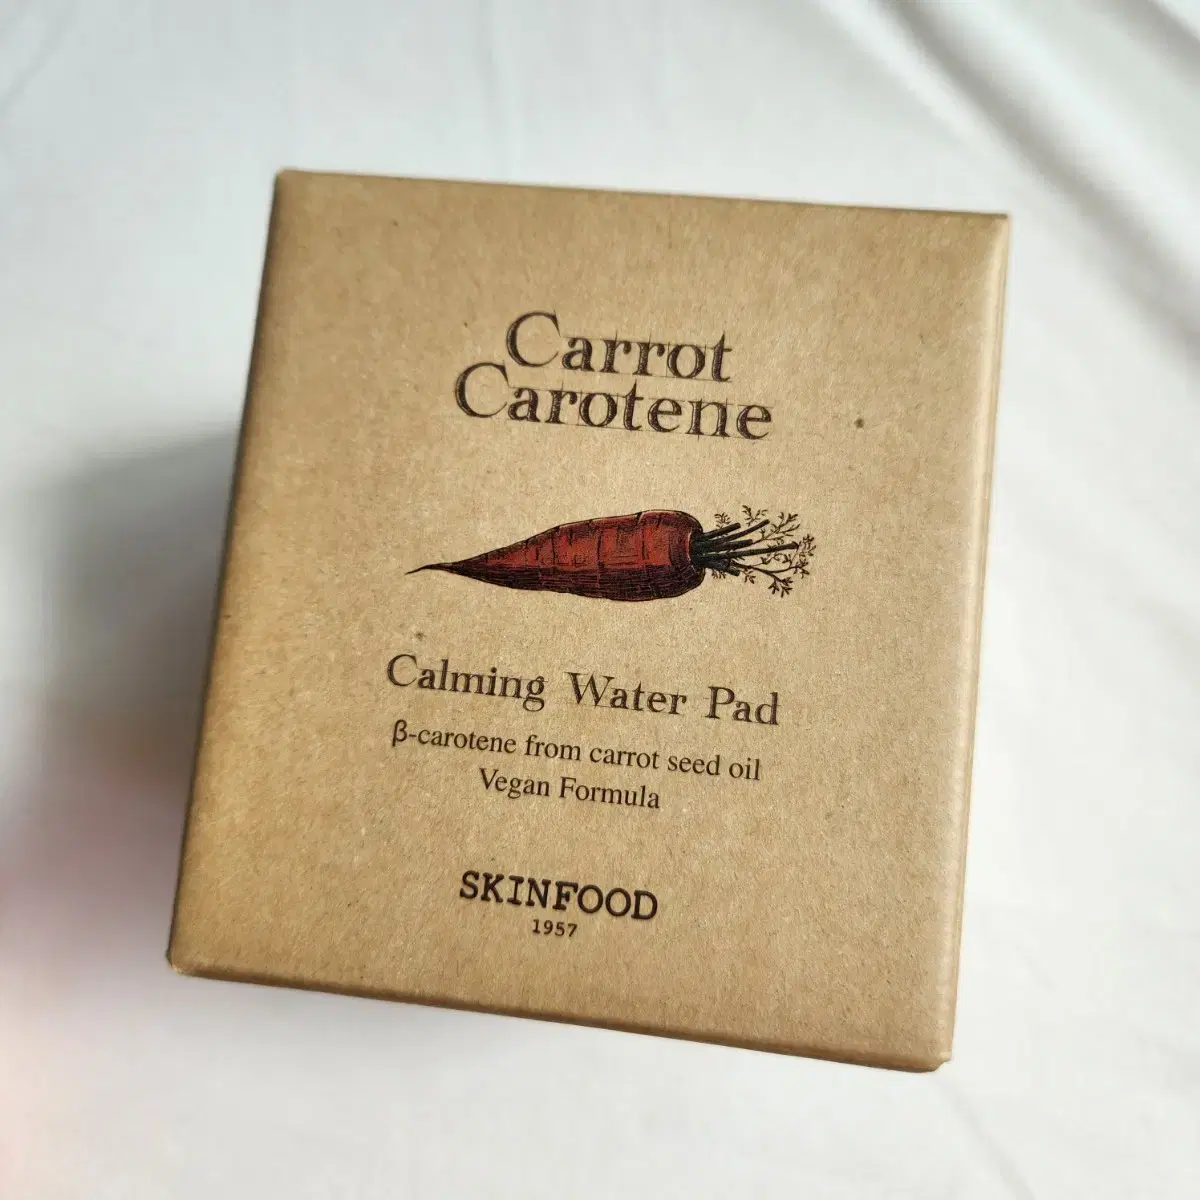 Carrot
Carotene
Calming Water Pad
β-carotene from carrot seed oil
Vegan Formula
SKINFOOD
1957